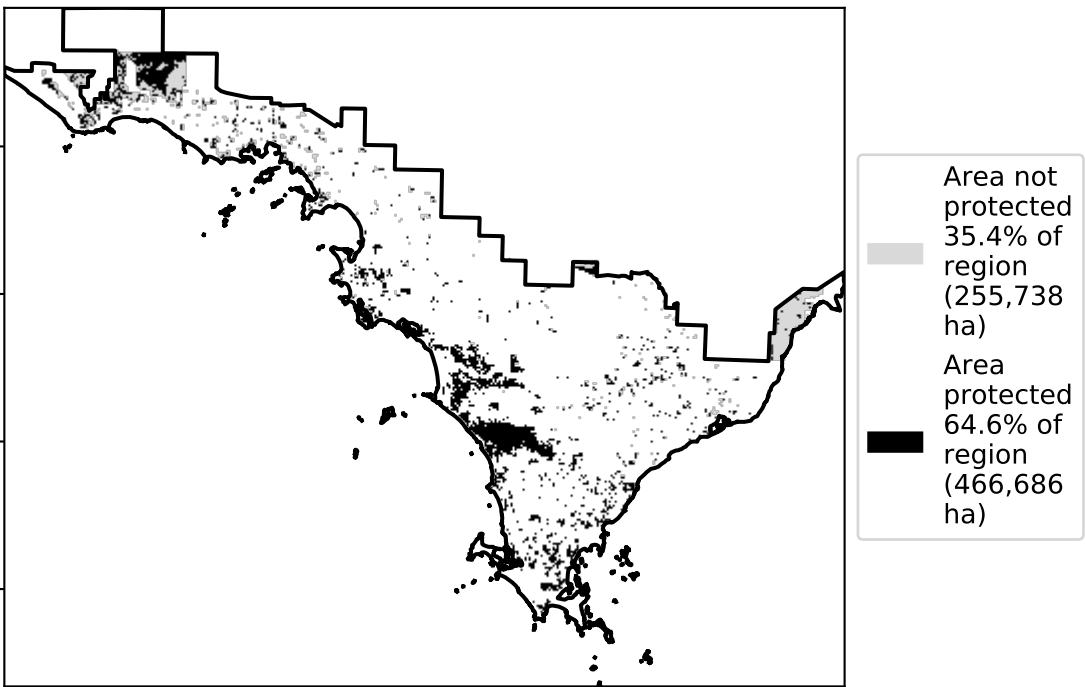 Area not
protected
35.4% of
region
(255,738
ha)
Area
protected
64.6% of
region
(466,686
ha)